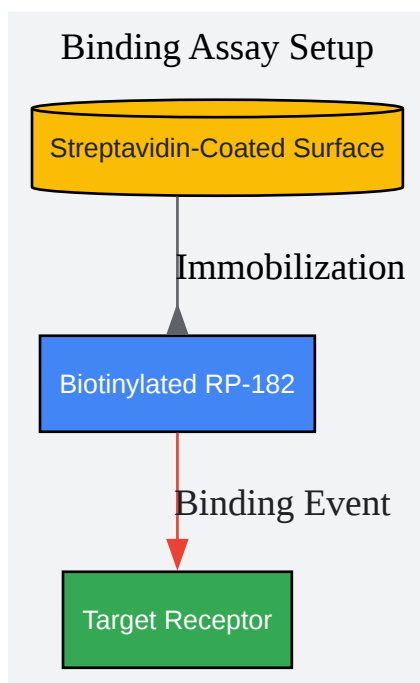 Binding Assay Setup
Streptavidin-Coated Surface
Immobilization
Biotinylated RP-182
Binding Event
Target Receptor